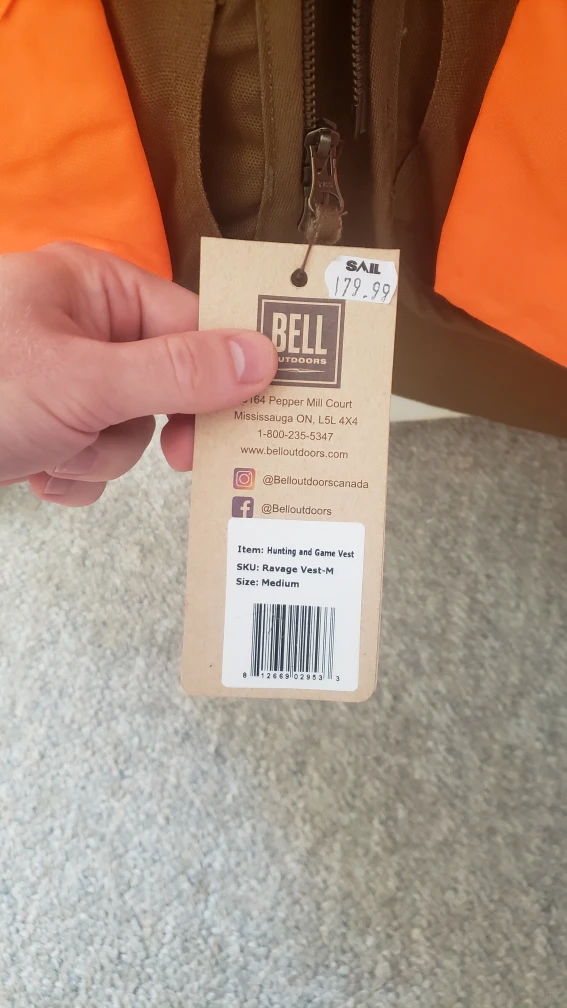 SAIL
179.99
BELL
OUTDOORS
164 Pepper Mill Court
Mississauga ON, L5L 4X4
1-800-235-5347
www.belloutdoors.com
@Belloutdoorscanada
@Belloutdoors
Item: Hunting and Game Vest
SKU: Ravage Vest-M
Size: Medium
8 12669 02953 3